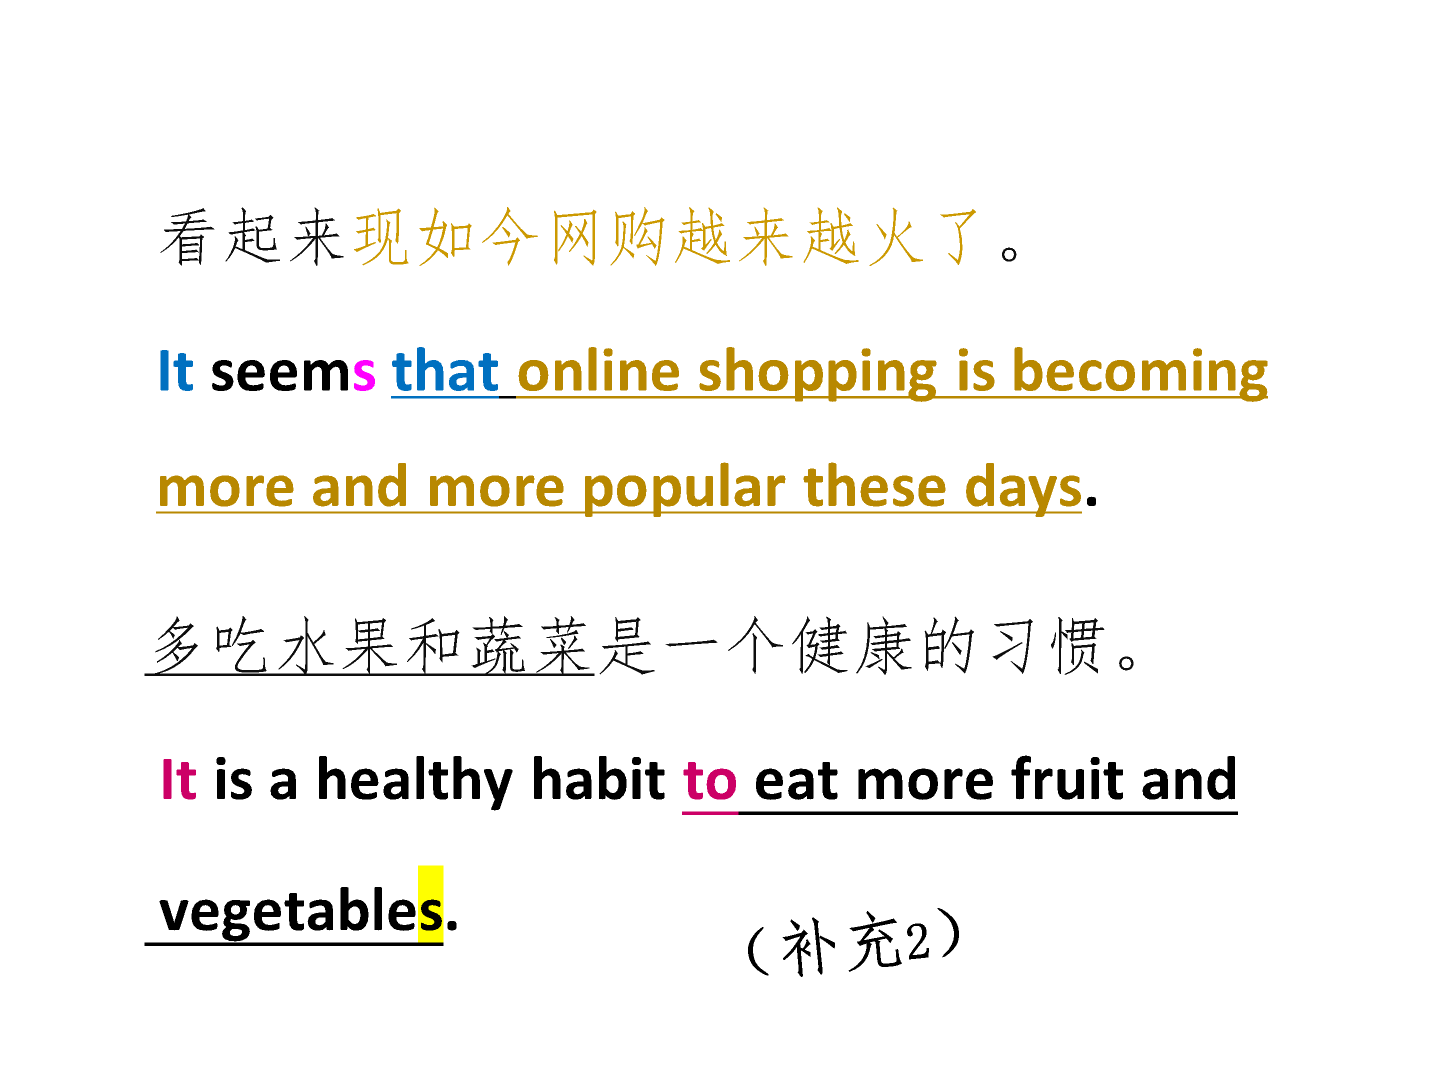 看起来现如今网购越来越火了。
It seems that online shopping is becoming
more and more popular these days.
多吃水果和蔬菜是一个健康的习惯。
It is a healthy habit to eat more fruit and
vegetables.
（补充2）